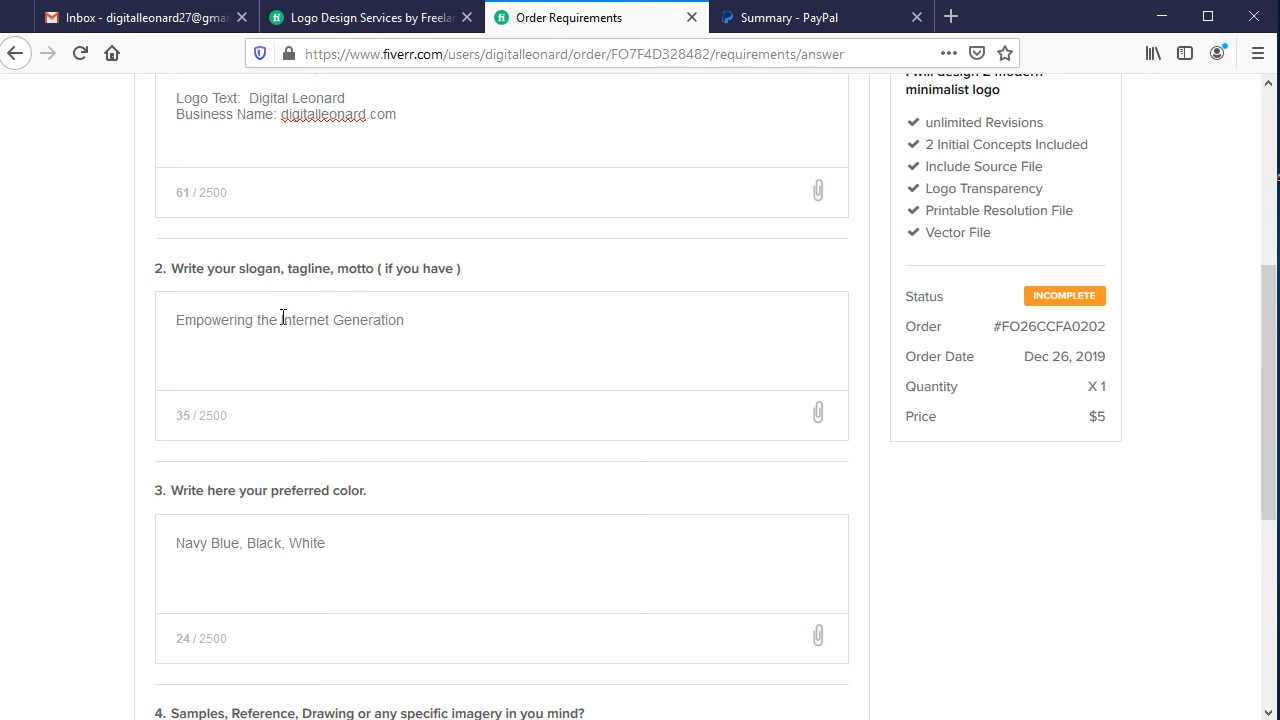 Inbox - digitalleonard27@gmai
Logo Design Services by Freela
Order Requirements
Summary - PayPal
https://www.fiverr.com/users/digitalleonard/order/FO7F4D328482/requirements/answer
minimalist logo
Logo Text: Digital Leonard
Business Name: digitalleonard.com
61 / 2500
unlimited Revisions
2 Initial Concepts Included
Include Source File
Logo Transparency
Printable Resolution File
Vector File
2. Write your slogan, tagline, motto ( if you have )
Empowering the Internet Generation
35 / 2500
Status INCOMPLETE
Order #FO26CCFA0202
Order Date Dec 26, 2019
Quantity X 1
Price $5
3. Write here your preferred color.
Navy Blue, Black, White
24 / 2500
4. Samples, Reference, Drawing or any specific imagery in you mind?